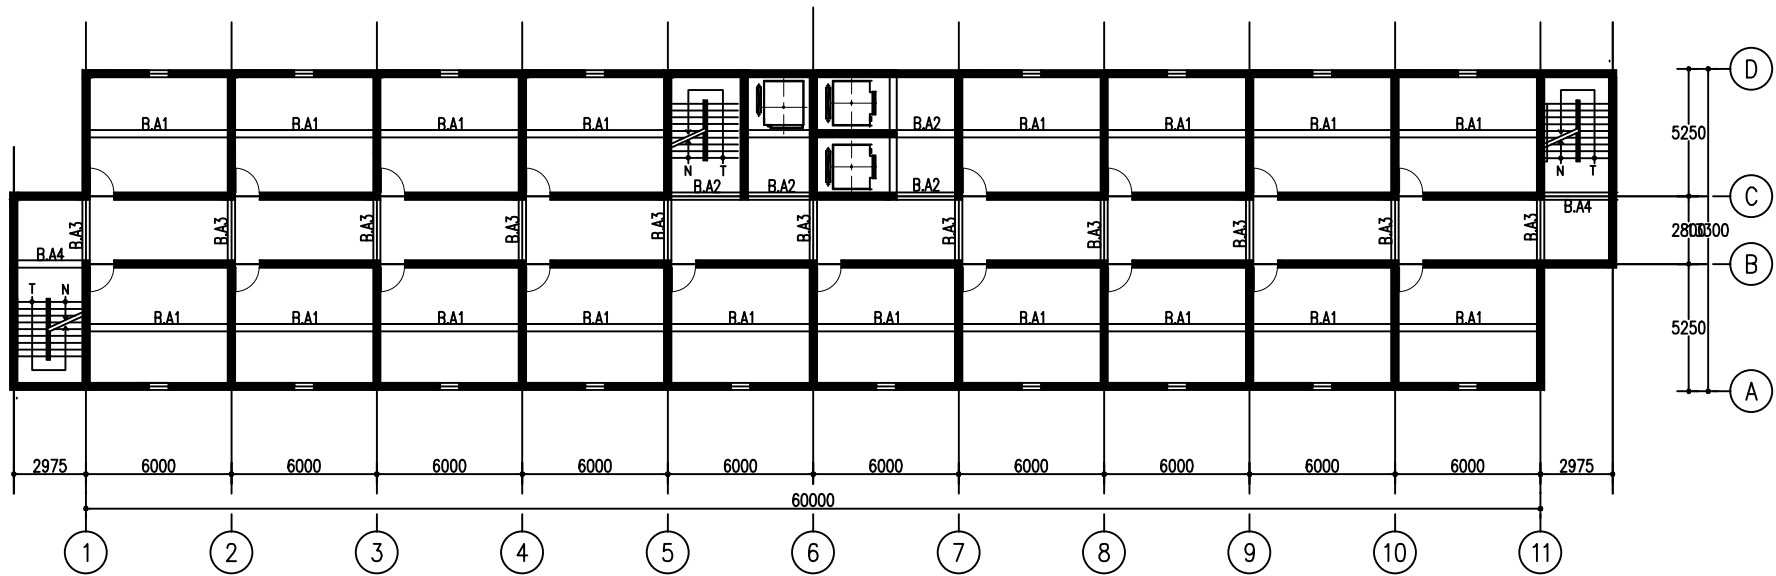 D
B.A1 B.A1 B.A1 B.A1 B.A2 B.A1 B.A1 B.A1 B.A1
5250
N T N T
B.A2 B.A2 B.A2
C
B.A4
B.A3 B.A3 B.A3 B.A3 B.A3 B.A3 B.A3 B.A3 B.A3 B.A3 B.A3
2800 13300
B.A4
B
T N
B.A1 B.A1 B.A1 B.A1 B.A1 B.A1 B.A1 B.A1 B.A1 B.A1
5250
A
2975 6000 6000 6000 6000 6000 6000 6000 6000 6000 6000 2975
60000
1 2 3 4 5 6 7 8 9 10 11